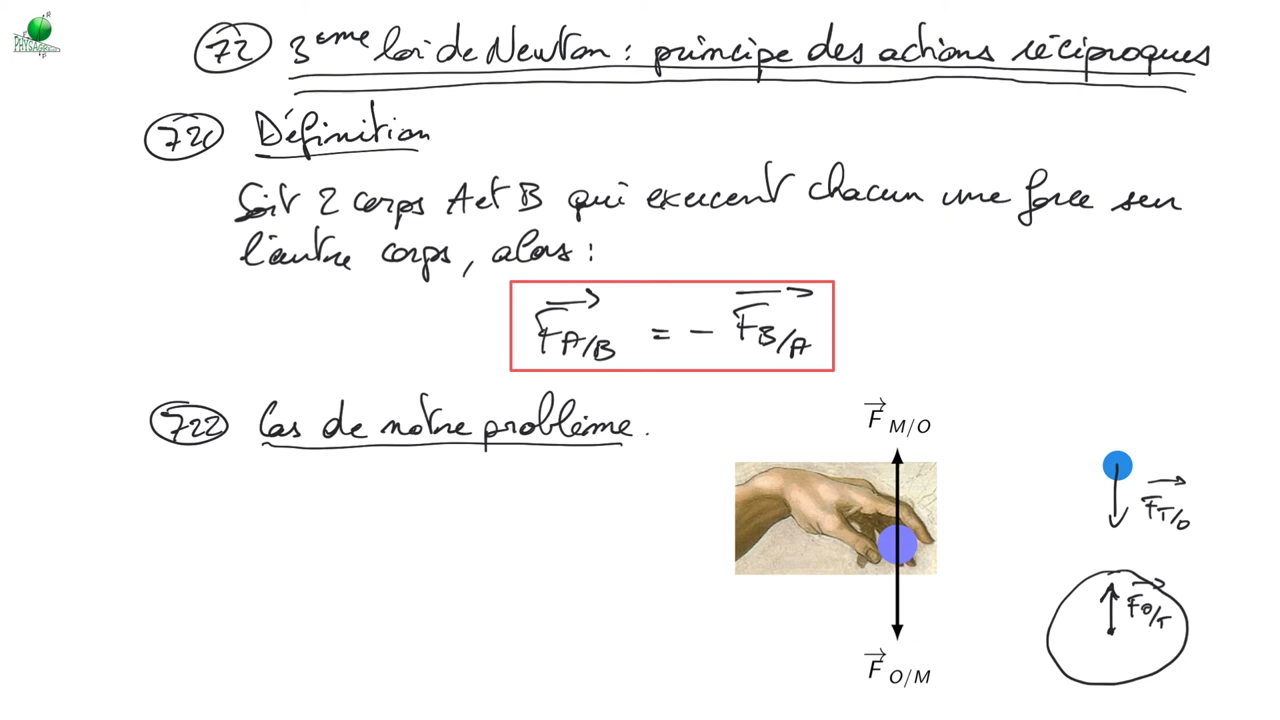 72 3ème loi de Newton : principe des actions réciproques
721 Définition
Soit 2 corps A et B qui exercent chacun une force sur
l'autre corps, alors :
F⃗ A/B = - F⃗ B/A
722 Cas de notre problème.
F⃗ M/O
F⃗ T/O
F⃗ O/T
F⃗ O/M